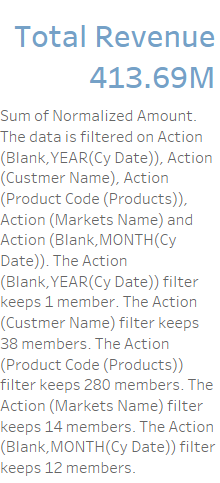 Total Revenue
413.69M
Sum of Normalized Amount.
The data is filtered on Action
(Blank,YEAR(Cy Date)), Action
(Custmer Name), Action
(Product Code (Products)),
Action (Markets Name) and
Action (Blank,MONTH(Cy
Date)). The Action
(Blank,YEAR(Cy Date)) filter
keeps 1 member. The Action
(Custmer Name) filter keeps
38 members. The Action
(Product Code (Products))
filter keeps 280 members. The
Action (Markets Name) filter
keeps 14 members. The Action
(Blank,MONTH(Cy Date)) filter
keeps 12 members.